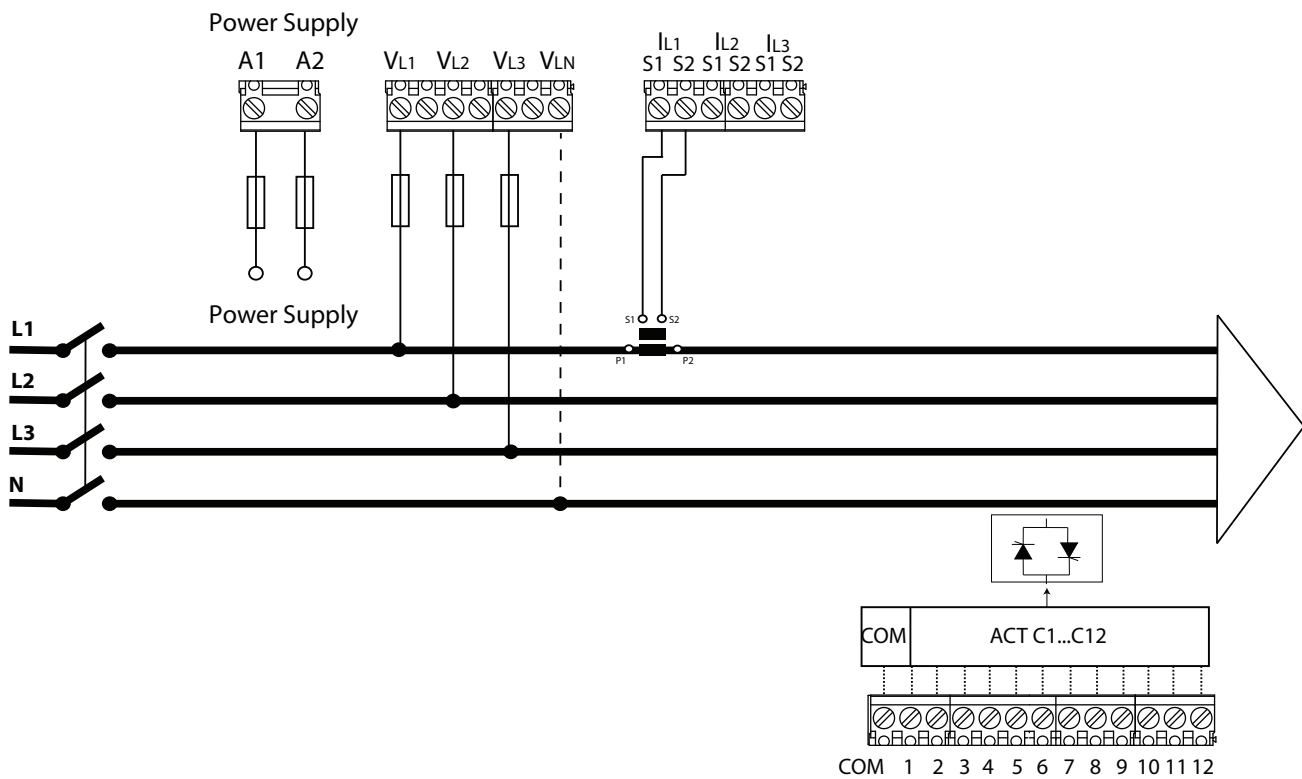 Power Supply
A1 A2
VL1 VL2 VL3 VLN
IL1 IL2 IL3
S1 S2 S1 S2 S1 S2
Power Supply
S1 S2
L1
P1 P2
L2
L3
N
COM ACT C1...C12
COM 1 2 3 4 5 6 7 8 9 10 11 12